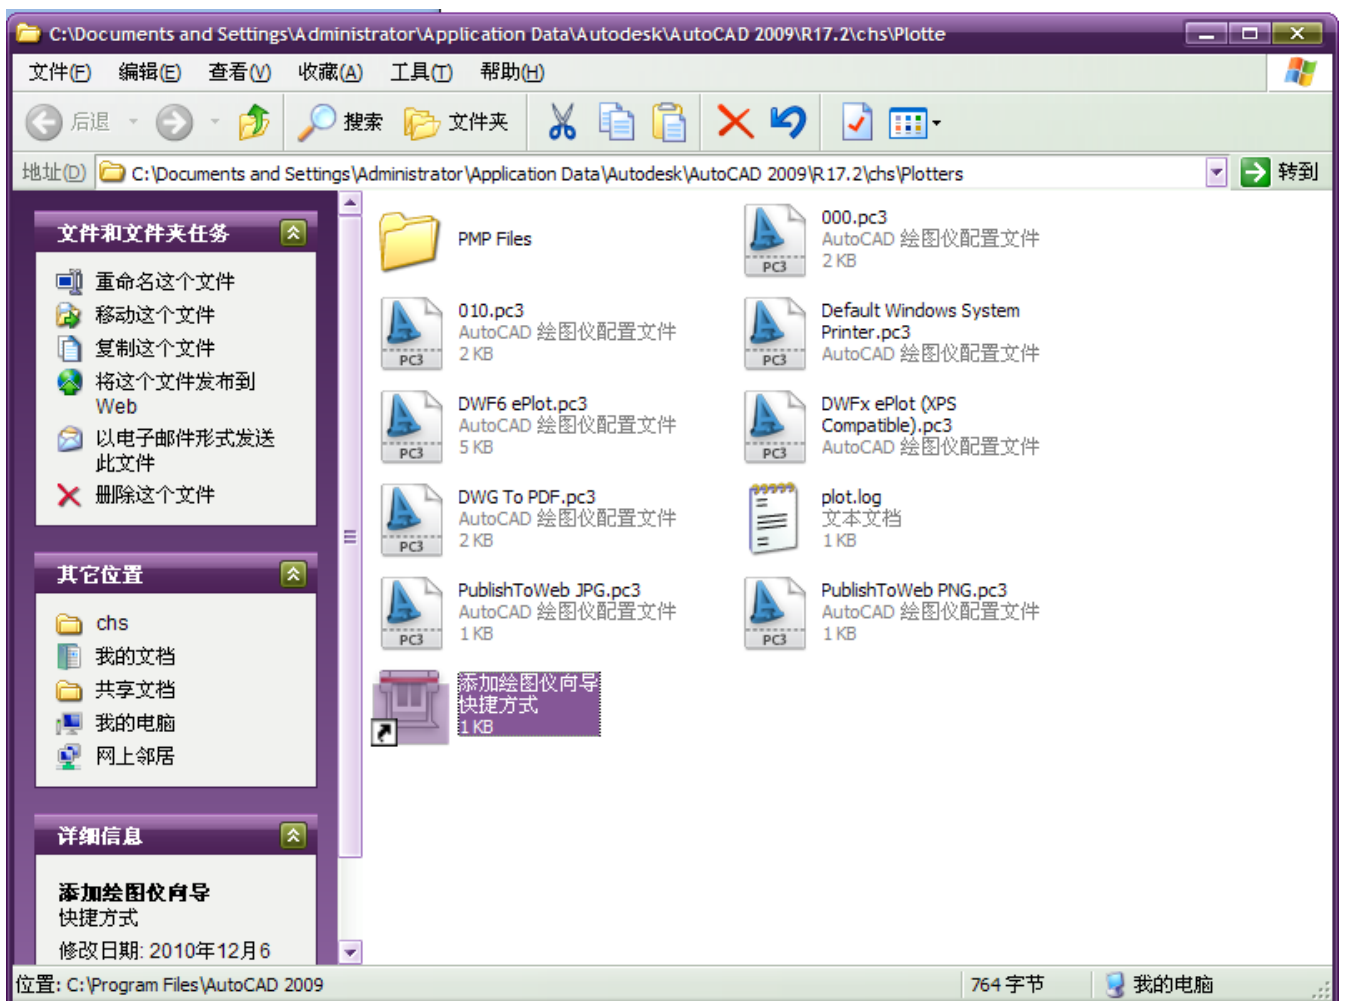 C:\Documents and Settings\Administrator\Application Data\Autodesk\AutoCAD 2009\R17.2\chs\Plotte
文件(F) 编辑(E) 查看(V) 收藏(A) 工具(T) 帮助(H)
后退 搜索 文件夹
地址(D) C:\Documents and Settings\Administrator\Application Data\Autodesk\AutoCAD 2009\R17.2\chs\Plotters 转到
文件和文件夹任务
重命名这个文件
移动这个文件
复制这个文件
将这个文件发布到
Web
以电子邮件形式发送
此文件
删除这个文件
其它位置
chs
我的文档
共享文档
我的电脑
网上邻居
详细信息
添加绘图仪向导
快捷方式
修改日期: 2010年12月6
PMP Files
000.pc3
AutoCAD 绘图仪配置文件
2 KB
PC3
010.pc3
AutoCAD 绘图仪配置文件
2 KB
PC3
Default Windows System
Printer.pc3
AutoCAD 绘图仪配置文件
PC3
DWF6 ePlot.pc3
AutoCAD 绘图仪配置文件
5 KB
PC3
DWFx ePlot (XPS
Compatible).pc3
AutoCAD 绘图仪配置文件
PC3
DWG To PDF.pc3
AutoCAD 绘图仪配置文件
2 KB
PC3
plot.log
文本文档
1 KB
PublishToWeb JPG.pc3
AutoCAD 绘图仪配置文件
1 KB
PC3
PublishToWeb PNG.pc3
AutoCAD 绘图仪配置文件
1 KB
PC3
添加绘图仪向导
快捷方式
1 KB
位置: C:\Program Files\AutoCAD 2009 764 字节 我的电脑